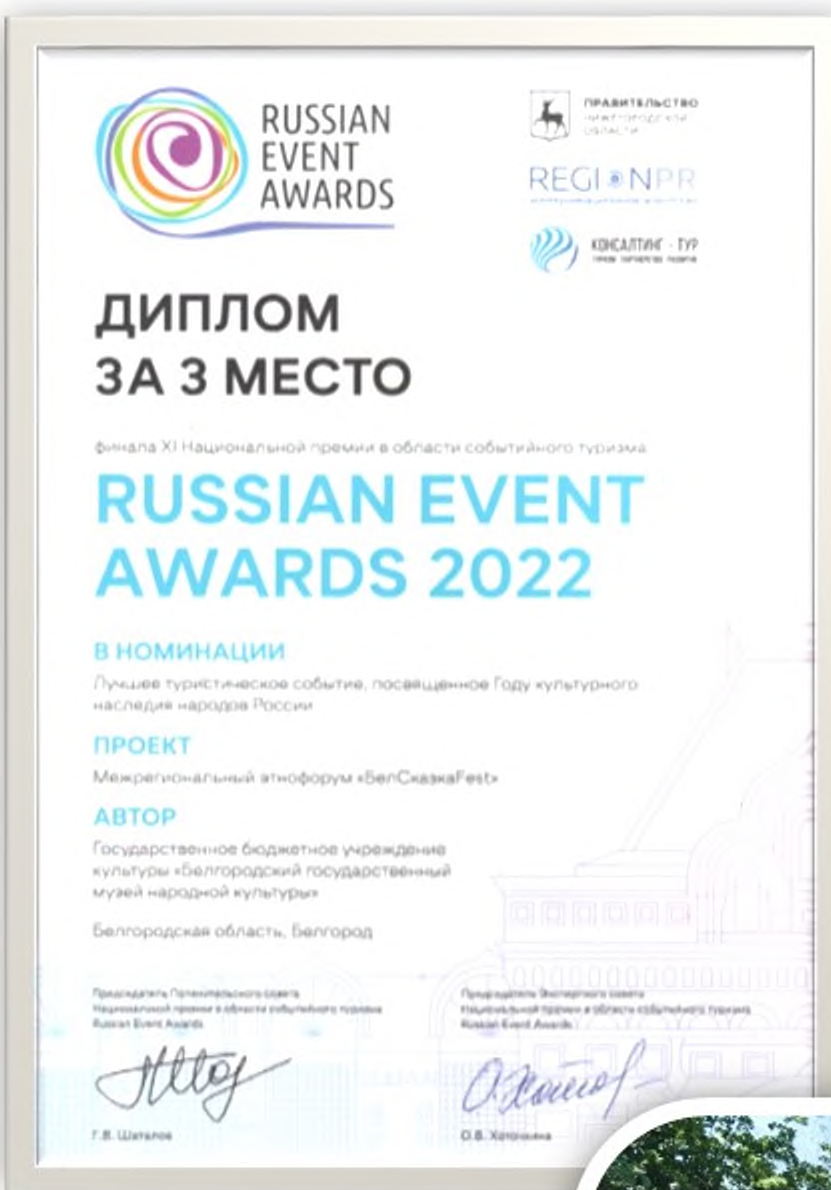 RUSSIAN
EVENT
AWARDS
ПРАВИТЕЛЬСТВО
НИЖЕГОРОДСКОЙ
ОБЛАСТИ
REGIONPR
КОММУНИКАЦИОННОЕ АГЕНТСТВО
КОНСАЛТИНГ · ТУР
ДИПЛОМ
ЗА 3 МЕСТО
финала XI Национальной премии в области событийного туризма
RUSSIAN EVENT
AWARDS 2022
В НОМИНАЦИИ
Лучшее туристическое событие, посвященное Году культурного
наследия народов России
ПРОЕКТ
Межрегиональный этнофорум «БелСказкаFest»
АВТОР
Государственное бюджетное учреждение
культуры «Белгородский государственный
музей народной культуры»
Белгородская область, Белгород
Председатель Попечительского совета
Национальной премии в области событийного туризма
Russian Event Awards
Г.В. Шаталов
Председатель Экспертного совета
Национальной премии в области событийного туризма
Russian Event Awards
О.В. Хоточкина